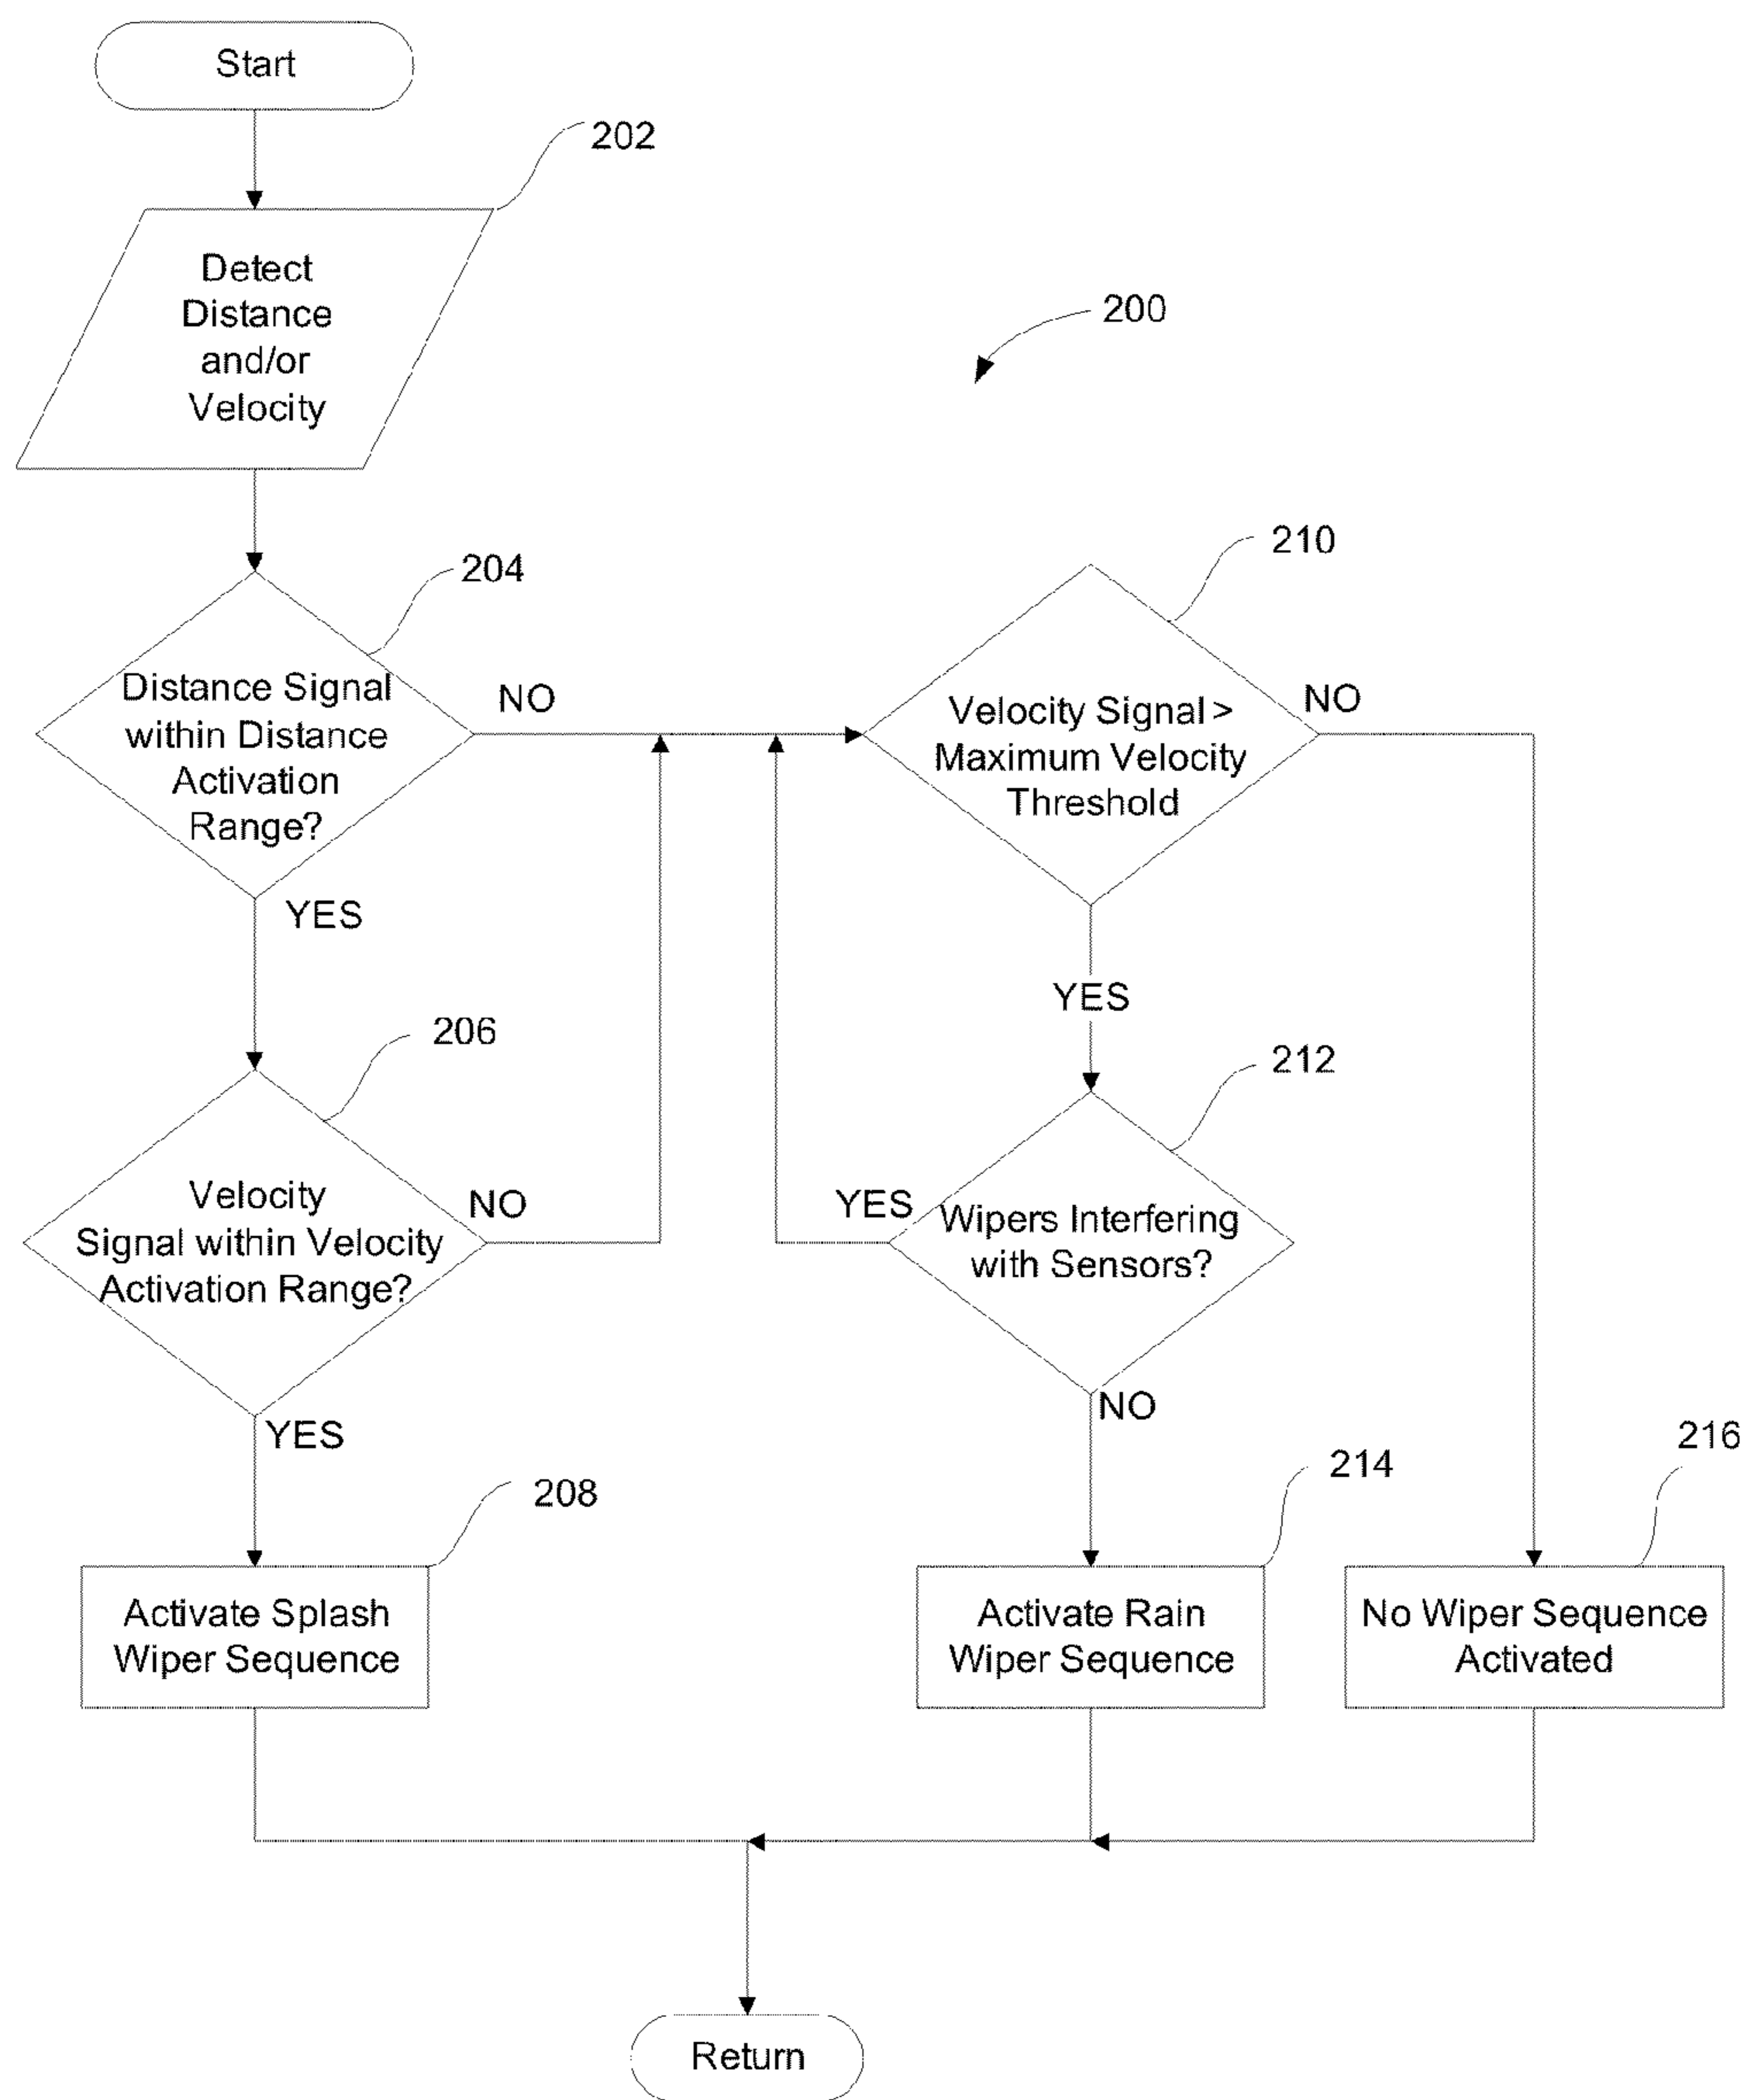 Start
202
Detect
Distance
and/or
Velocity
200
204
210
Distance Signal
within Distance
Activation
Range?
NO
Velocity Signal >
Maximum Velocity
Threshold
NO
YES
YES
206
212
Velocity
Signal within Velocity
Activation Range?
NO
YES
Wipers Interfering
with Sensors?
YES
NO
208
214
216
Activate Splash
Wiper Sequence
Activate Rain
Wiper Sequence
No Wiper Sequence
Activated
Return